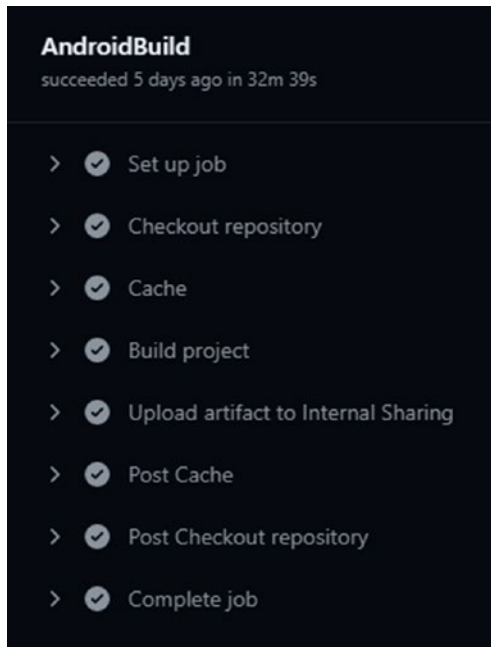 AndroidBuild
succeeded 5 days ago in 32m 39s
Set up job
Checkout repository
Cache
Build project
Upload artifact to Internal Sharing
Post Cache
Post Checkout repository
Complete job